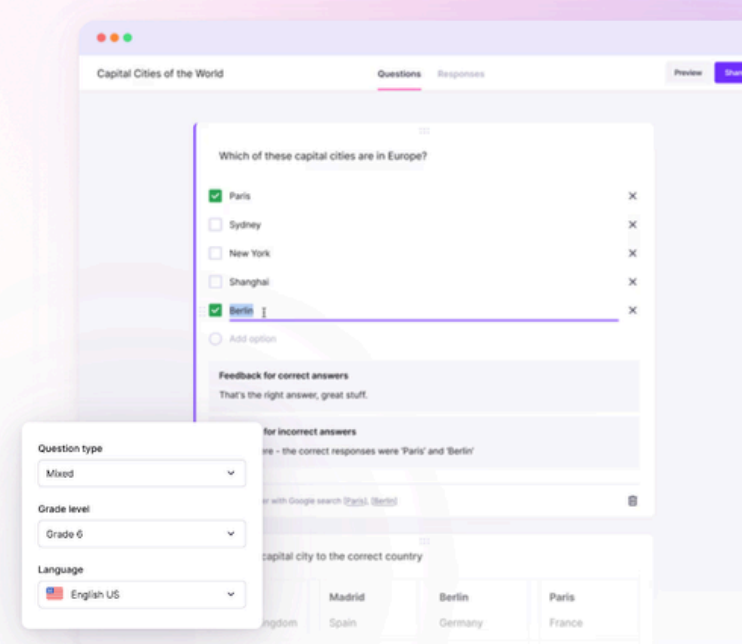 Capital Cities of the World
Questions Responses
Preview
Which of these capital cities are in Europe?
Paris
Sydney
New York
Shanghai
Berlin
Add option
Feedback for correct answers
That's the right answer, great stuff.
for incorrect answers
- the correct responses were 'Paris' and 'Berlin'
with Google search [Paris], [Berlin]
Question type
Mixed
Grade level
Grade 6
Language
English US
capital city to the correct country
Madrid Berlin Paris
Spain Germany France